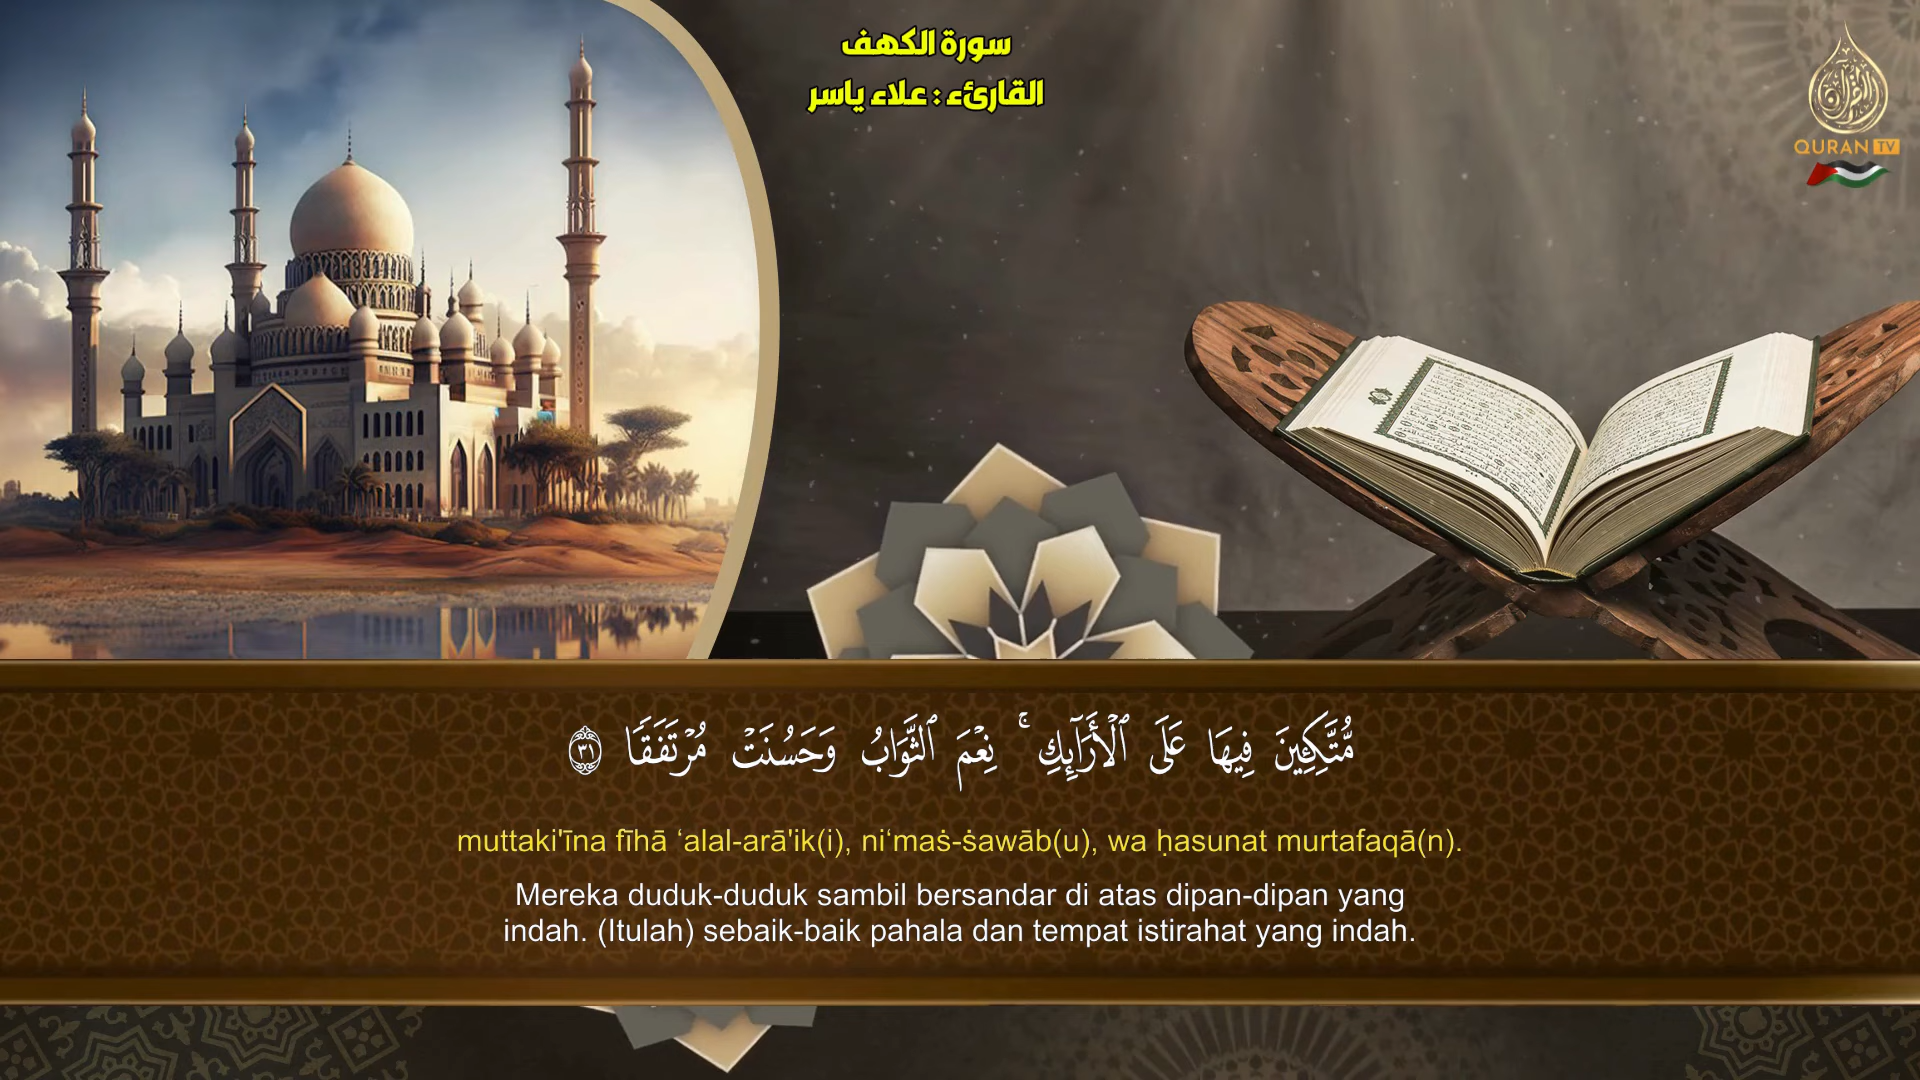 سورة الكهف
القارئء : علاء ياسر
QURAN TV
مُّتَّكِـِٔينَ فِيهَا عَلَى ٱلْأَرَآئِكِ ۚ نِعْمَ ٱلثَّوَابُ وَحَسُنَتْ مُرْتَفَقًا ٣١
muttaki'īna fīhā ‘alal-arā'ik(i), ni‘maṡ-ṡawāb(u), wa ḥasunat murtafaqā(n).
Mereka duduk-duduk sambil bersandar di atas dipan-dipan yang
indah. (Itulah) sebaik-baik pahala dan tempat istirahat yang indah.